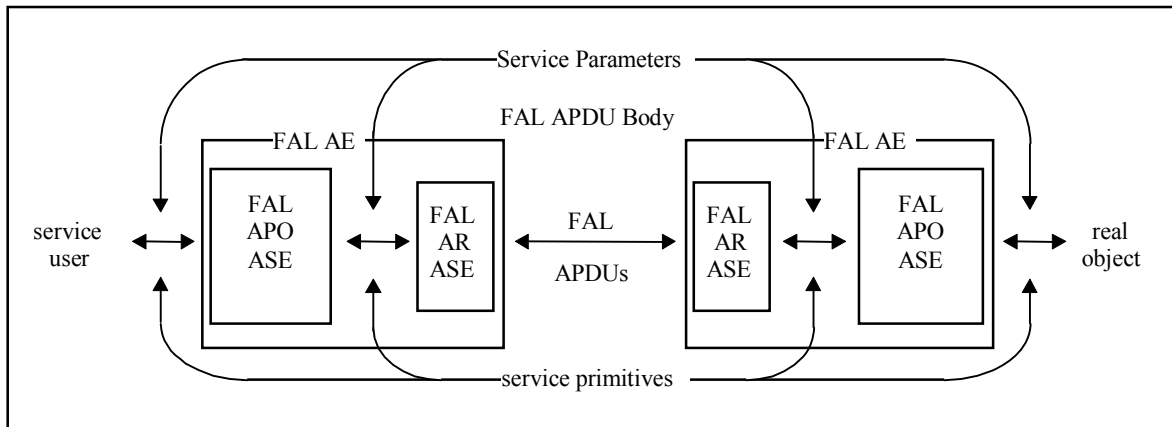 Service Parameters
FAL APDU Body
FAL AE
FAL AE
service
user
FAL
APO
ASE
FAL
AR
ASE
FAL
APDUs
FAL
AR
ASE
FAL
APO
ASE
real
object
service primitives